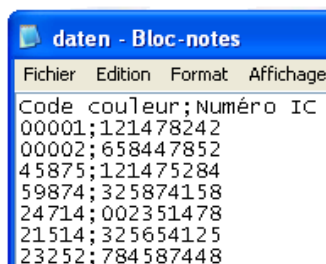 daten - Bloc-notes
Fichier Edition Format Affichage
Code couleur;Numéro IC
00001;121478242
00002;658447852
45875;121475284
59874;325874158
24714;002351478
21514;325654125
23252;784587448